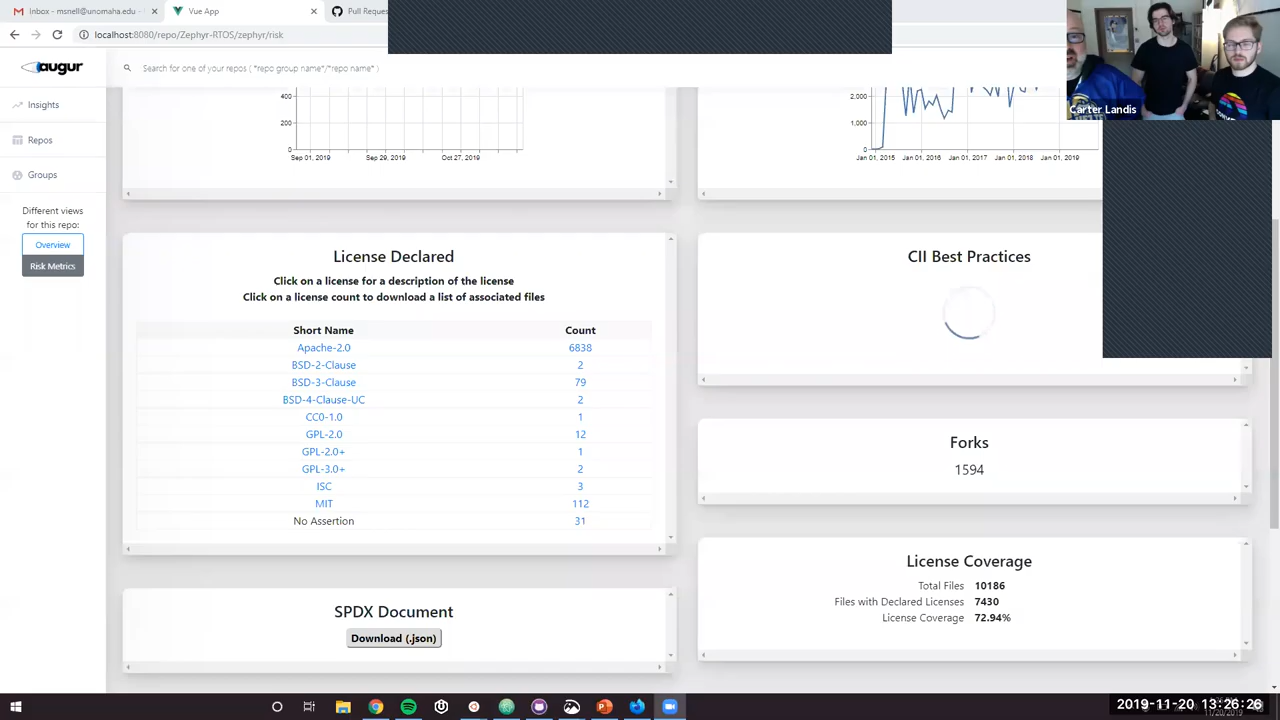 Inbox - msnell@unomaha.edu -
Vue App
Pull Reque
localhost:8080/repo/Zephyr-RTOS/zephyr/risk
augur
Search for one of your repos ( *repo group name*/*repo name* )
Insights
Repos
Groups
Different views
for this repo:
Overview
Risk Metrics
400
200
0
Sep 01, 2019
Sep 29, 2019
Oct 27, 2019
2,000
1,000
0
Jan 01, 2015
Jan 01, 2016
Jan 01, 2017
Jan 01, 2018
Jan 01, 2019
Carter Landis
License Declared
Click on a license for a description of the license
Click on a license count to download a list of associated files
Short Name Count
Apache-2.0 6838
BSD-2-Clause 2
BSD-3-Clause 79
BSD-4-Clause-UC 2
CC0-1.0 1
GPL-2.0 12
GPL-2.0+ 1
GPL-3.0+ 2
ISC 3
MIT 112
No Assertion 31
SPDX Document
Download (.json)
CII Best Practices
Forks
1594
License Coverage
Total Files 10186
Files with Declared Licenses 7430
License Coverage 72.94%
2019-11-20 13:26:26
11/20/2019